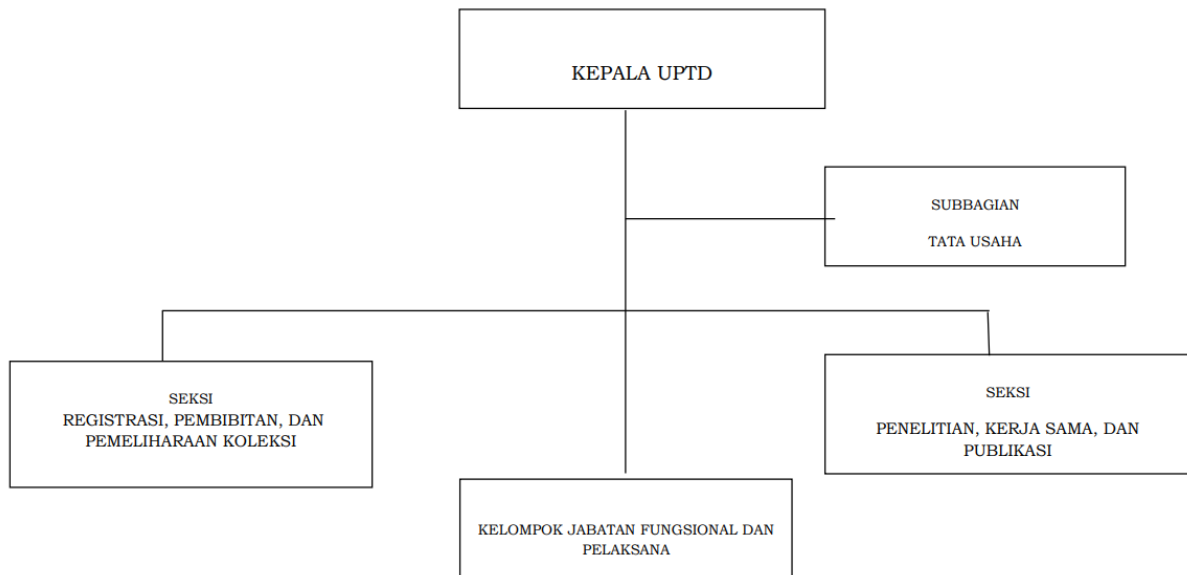 KEPALA UPTD
SUBBAGIAN
TATA USAHA
SEKSI
REGISTRASI, PEMBIBITAN, DAN
PEMELIHARAAN KOLEKSI
SEKSI
PENELITIAN, KERJA SAMA, DAN
PUBLIKASI
KELOMPOK JABATAN FUNGSIONAL DAN
PELAKSANA